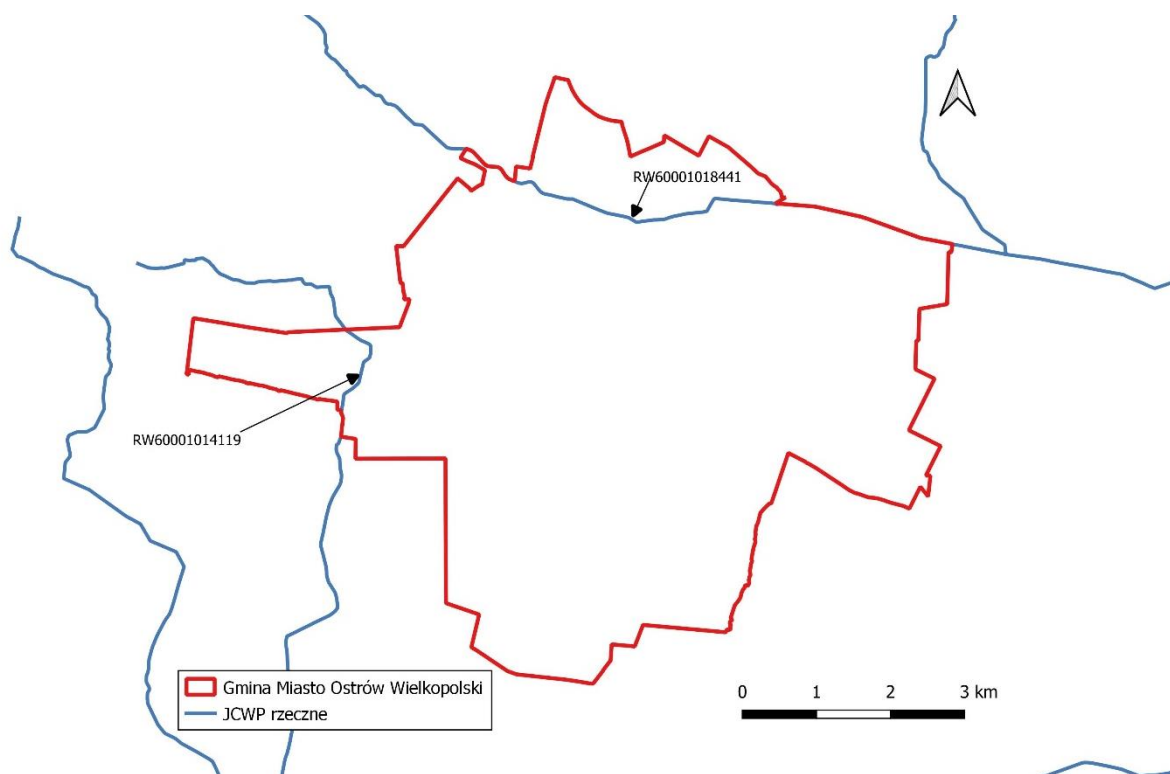 RW60001018441
RW60001014119
Gmina Miasto Ostrów Wielkopolski
JCWP rzeczne
0 1 2 3 km